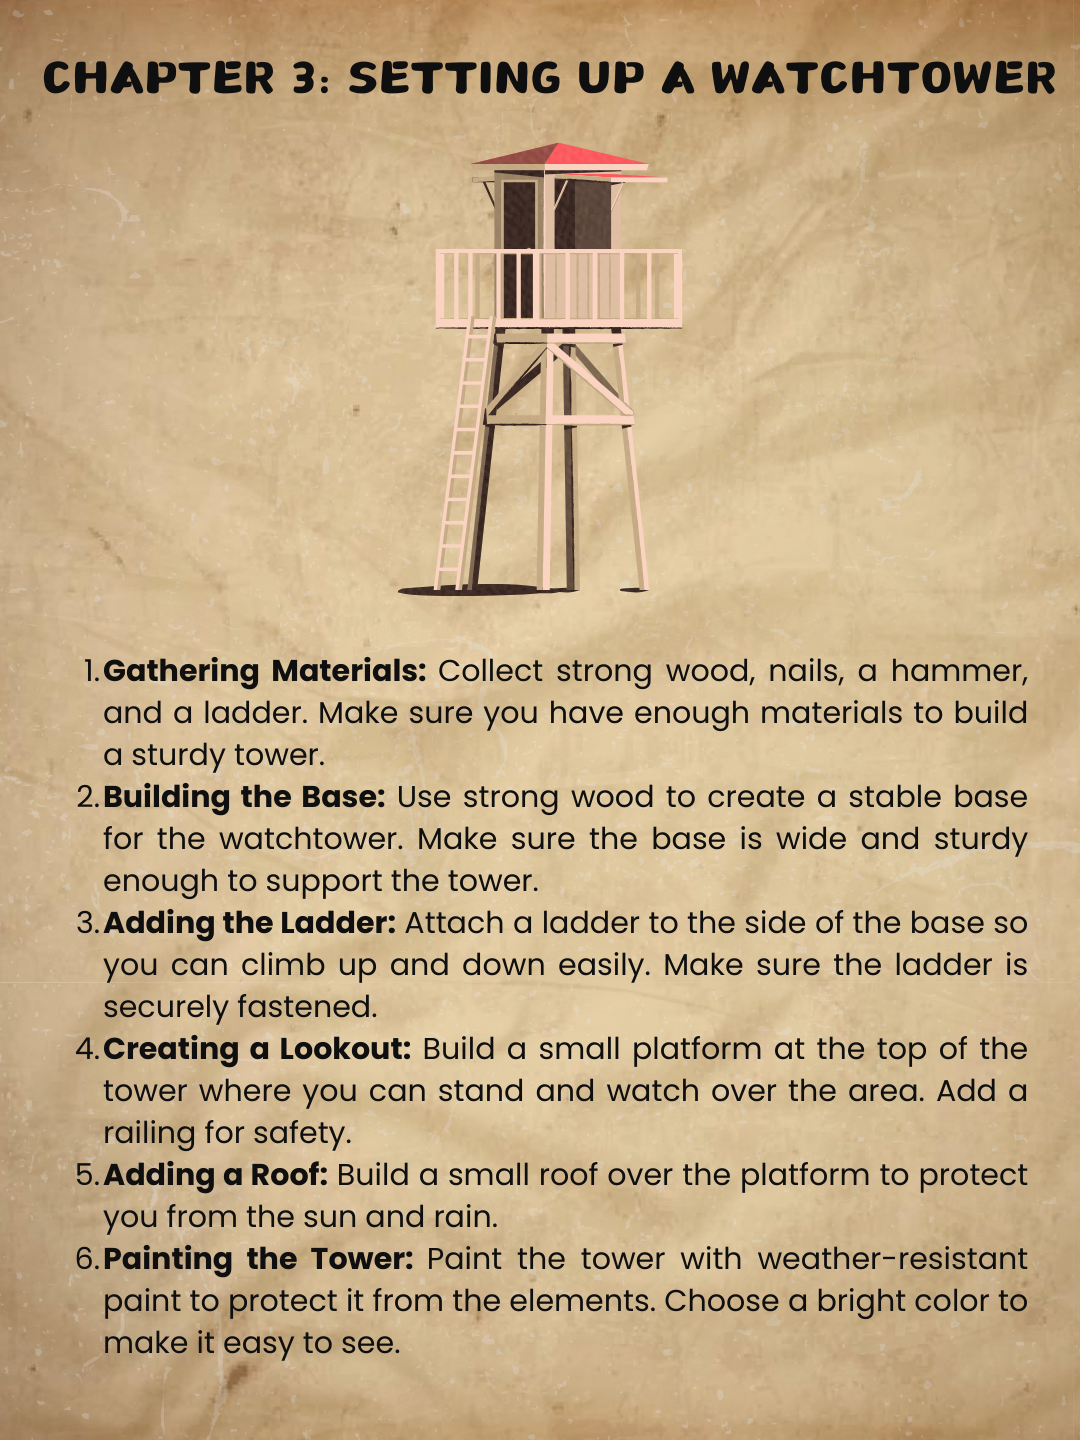 CHAPTER 3: SETTING UP A WATCHTOWER
1. Gathering Materials: Collect strong wood, nails, a hammer,
and a ladder. Make sure you have enough materials to build
a sturdy tower.
2. Building the Base: Use strong wood to create a stable base
for the watchtower. Make sure the base is wide and sturdy
enough to support the tower.
3. Adding the Ladder: Attach a ladder to the side of the base so
you can climb up and down easily. Make sure the ladder is
securely fastened.
4. Creating a Lookout: Build a small platform at the top of the
tower where you can stand and watch over the area. Add a
railing for safety.
5. Adding a Roof: Build a small roof over the platform to protect
you from the sun and rain.
6. Painting the Tower: Paint the tower with weather-resistant
paint to protect it from the elements. Choose a bright color to
make it easy to see.